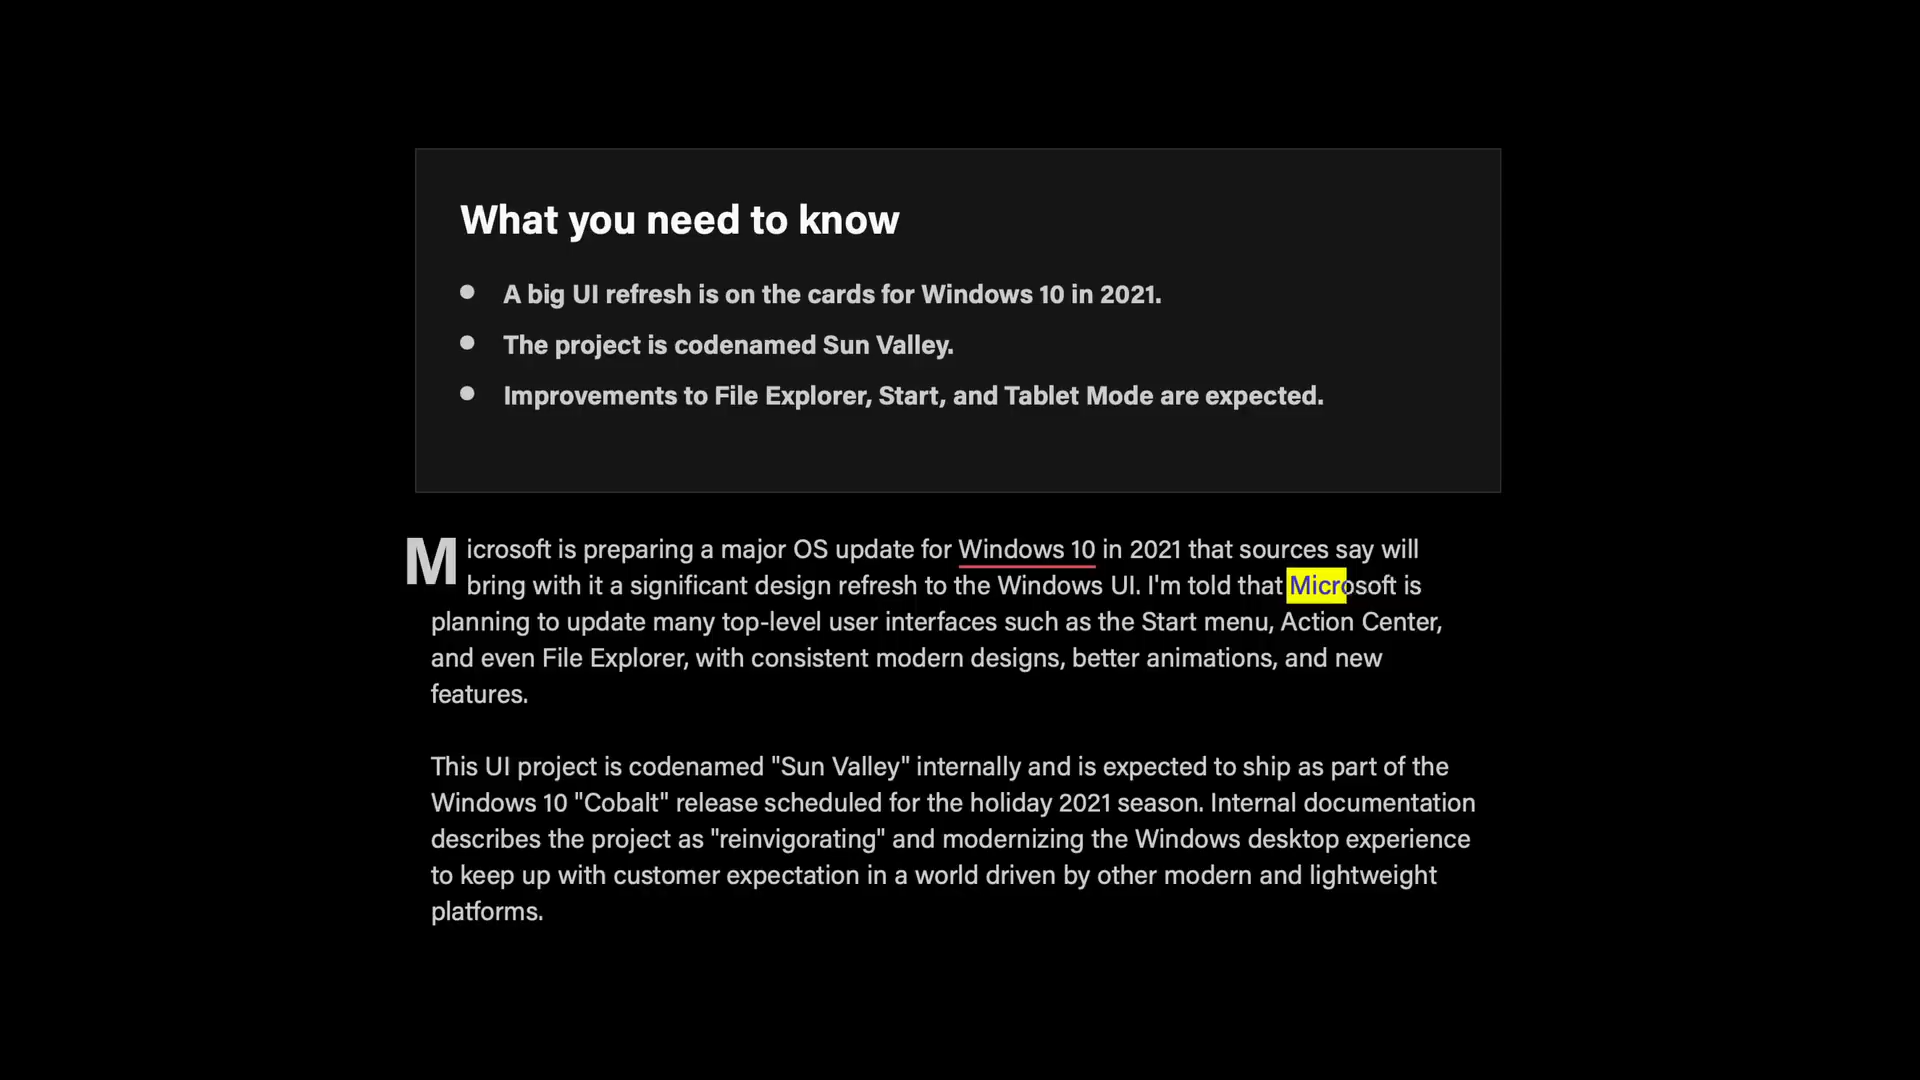 What you need to know
A big UI refresh is on the cards for Windows 10 in 2021.
The project is codenamed Sun Valley.
Improvements to File Explorer, Start, and Tablet Mode are expected.
Microsoft is preparing a major OS update for Windows 10 in 2021 that sources say will
bring with it a significant design refresh to the Windows UI. I'm told that Microsoft is
planning to update many top-level user interfaces such as the Start menu, Action Center,
and even File Explorer, with consistent modern designs, better animations, and new
features.
This UI project is codenamed "Sun Valley" internally and is expected to ship as part of the
Windows 10 "Cobalt" release scheduled for the holiday 2021 season. Internal documentation
describes the project as "reinvigorating" and modernizing the Windows desktop experience
to keep up with customer expectation in a world driven by other modern and lightweight
platforms.